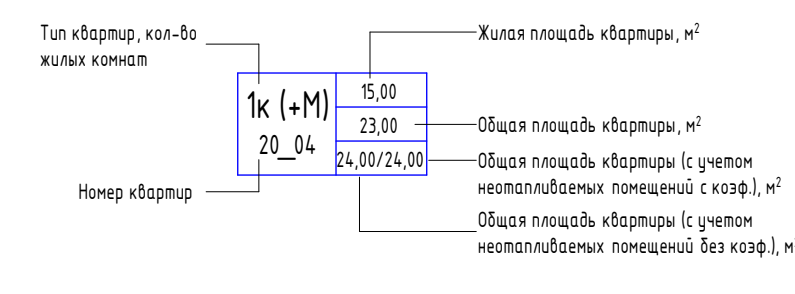 Тип квартир, кол-во
жилых комнат
Жилая площадь квартиры, м²
1к (+М)
15,00
20_04
23,00
Общая площадь квартиры, м²
24,00/24,00
Общая площадь квартиры (с учетом
неотапливаемых помещений с коэф.), м²
Номер квартир
Общая площадь квартиры (с учетом
неотапливаемых помещений без коэф.), м